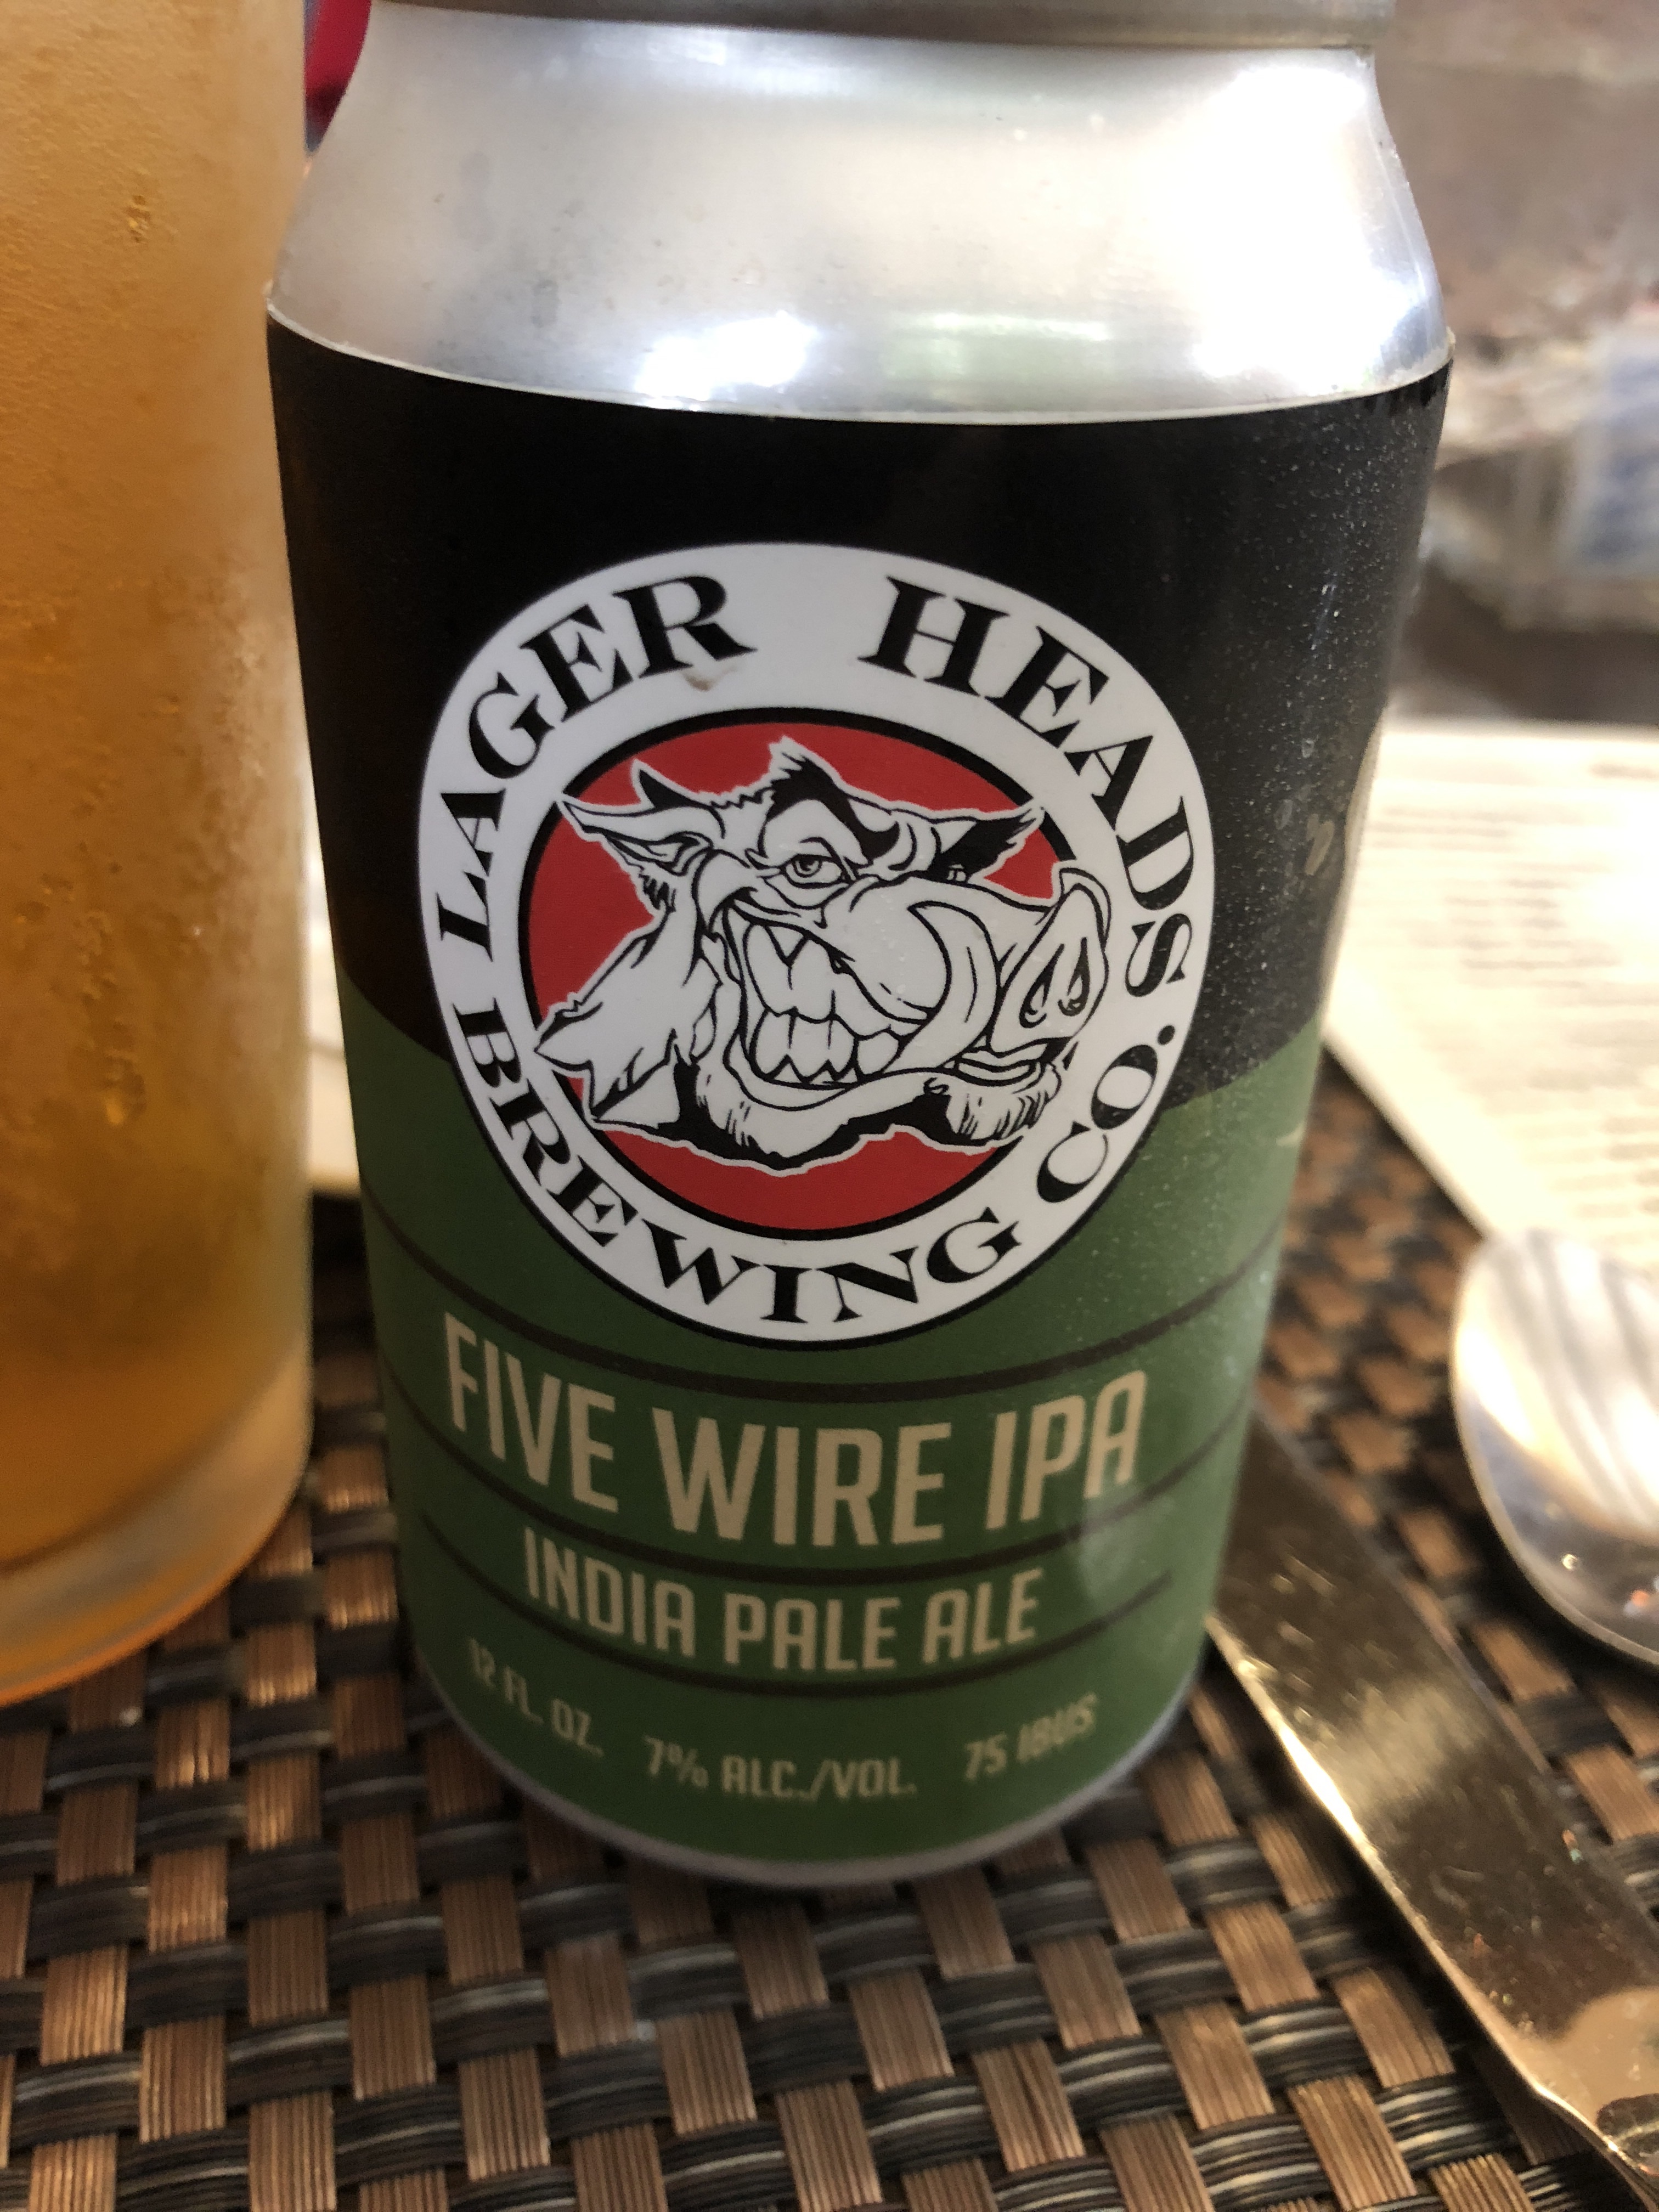 LAGER HEADS
BREWING CO.
FIVE WIRE IPA
INDIA PALE ALE
12 FL. OZ. 7% ALC./VOL. 75 IBUS